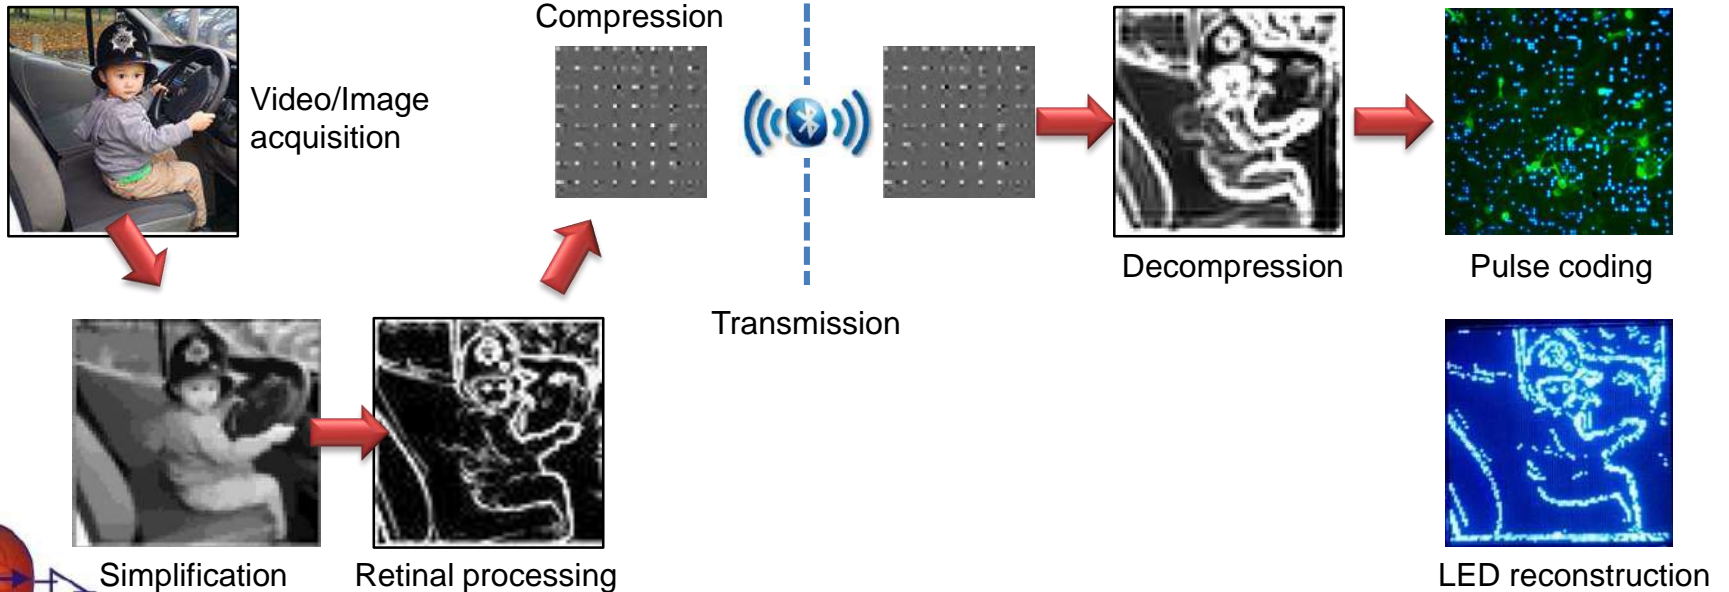 Compression
Video/Image
acquisition
Decompression
Pulse coding
Transmission
Simplification
Retinal processing
LED reconstruction